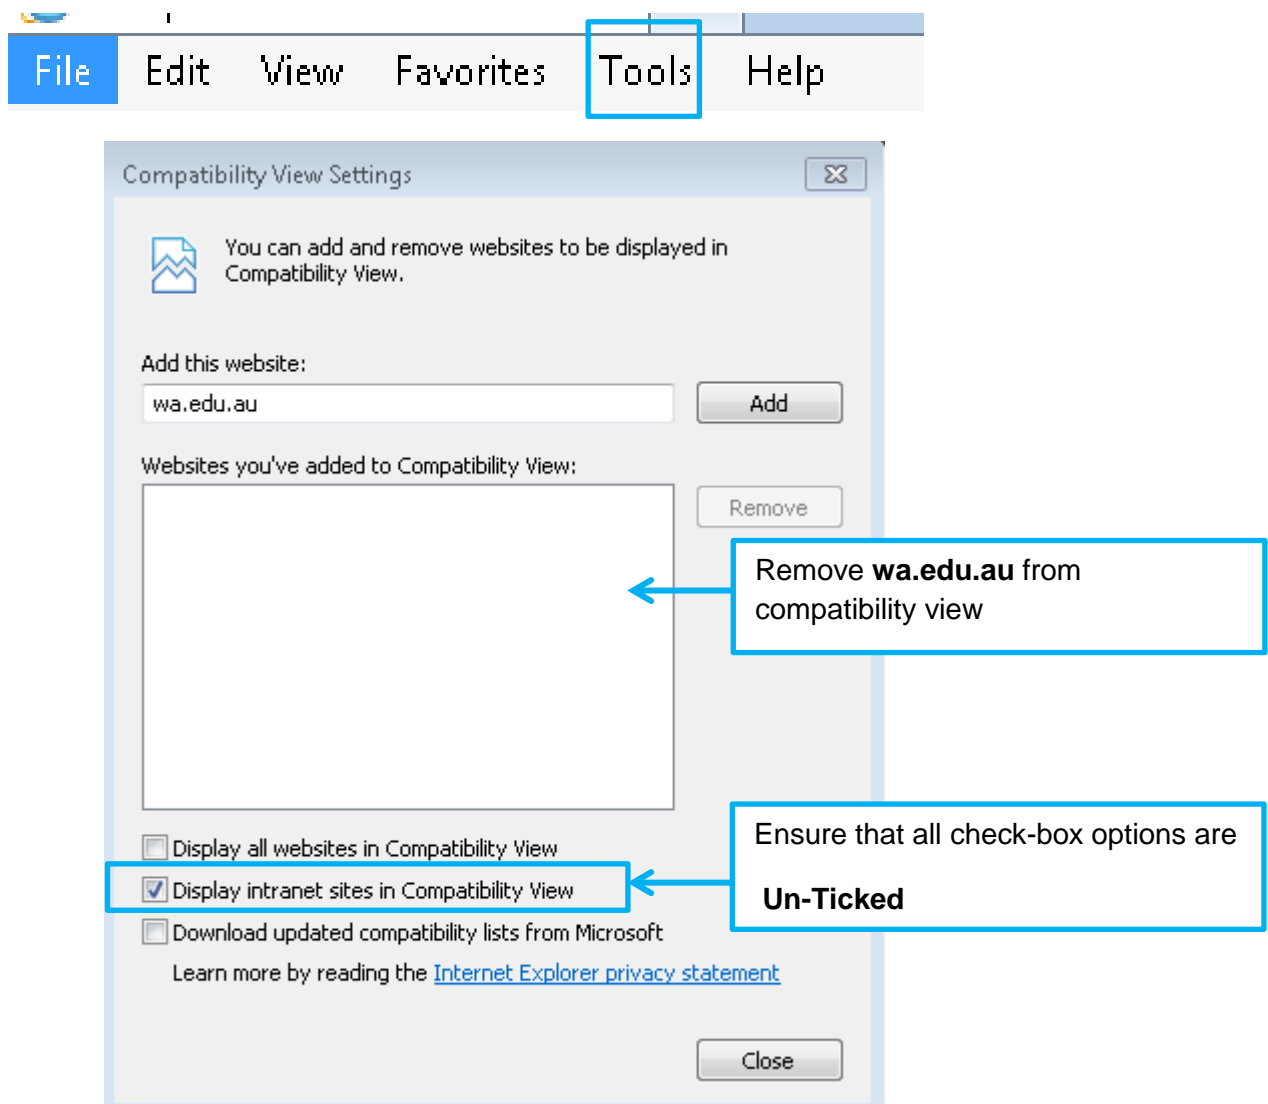 File Edit View Favorites Tools Help
Compatibility View Settings
You can add and remove websites to be displayed in
Compatibility View.
Add this website:
wa.edu.au
Add
Websites you've added to Compatibility View:
Remove
Remove wa.edu.au from
compatibility view
Display all websites in Compatibility View
Display intranet sites in Compatibility View
Download updated compatibility lists from Microsoft
Learn more by reading the Internet Explorer privacy statement
Ensure that all check-box options are
Un-Ticked
Close